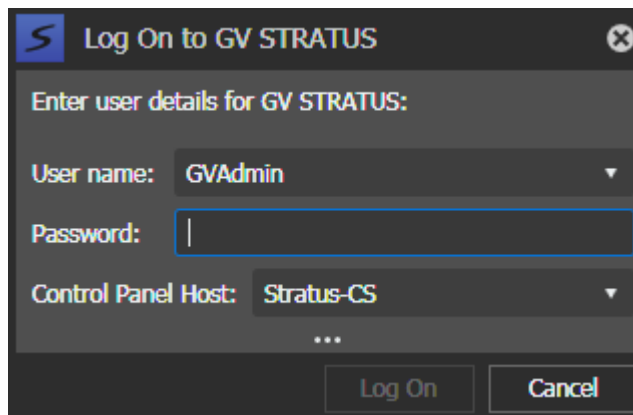 S Log On to GV STRATUS
Enter user details for GV STRATUS:
User name: GVAdmin
Password:
Control Panel Host: Stratus-CS
...
Log On Cancel